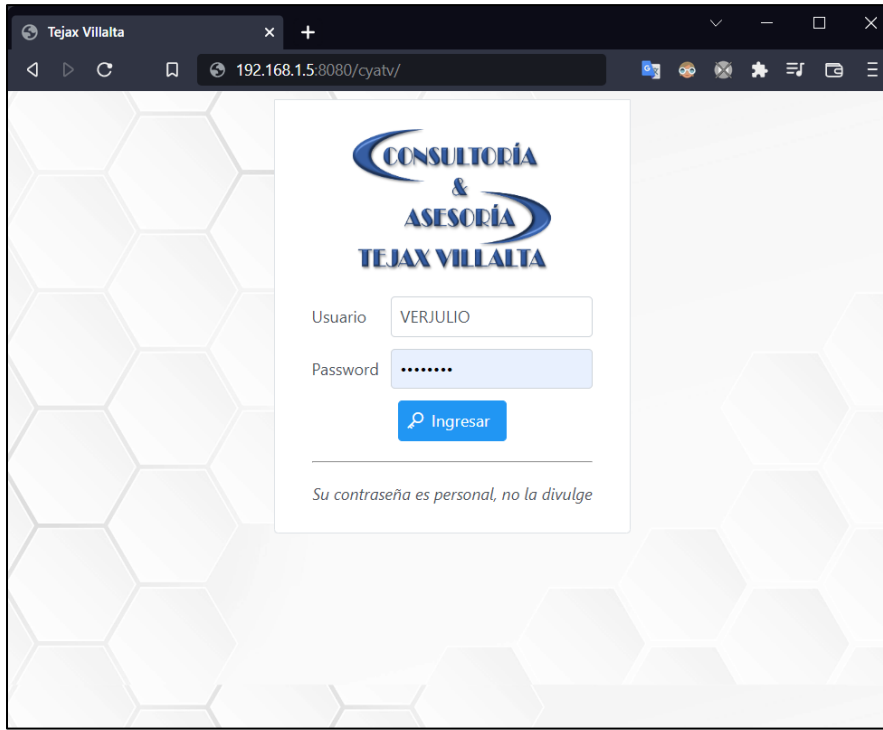 Tejax Villalta
192.168.1.5:8080/cyatv/
CONSULTORÍA
&
ASESORÍA
TEJAX VILLALTA
Usuario VERJULIO
Password ••••••••
Ingresar
Su contraseña es personal, no la divulge